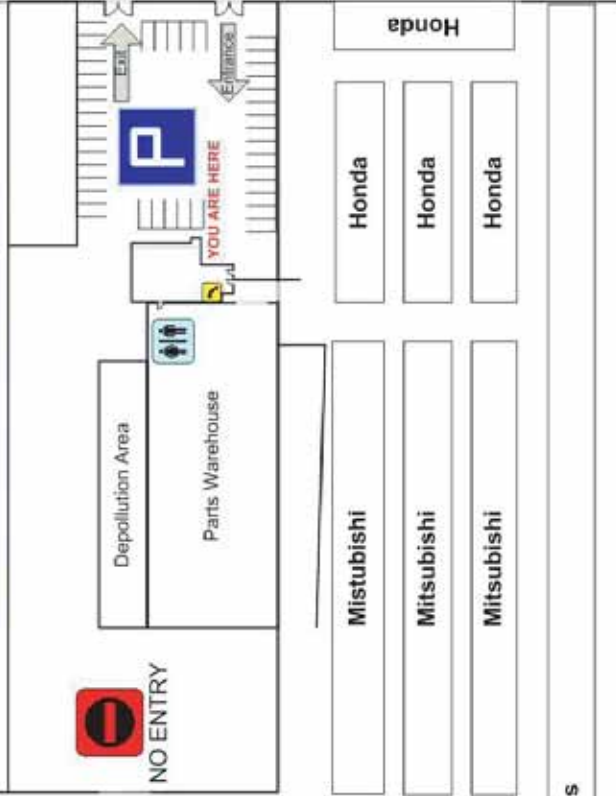 Exit
Entrance
P
YOU ARE HERE
Honda
Honda
Honda
Honda
Depollution Area
Parts Warehouse
Mistubishi
Mitsubishi
Mitsubishi
NO ENTRY
s